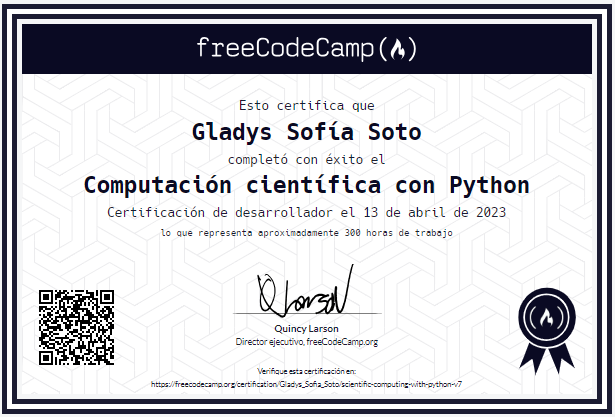 freeCodeCamp(🔥)
Esto certifica que
Gladys Sofía Soto
completó con éxito el
Computación científica con Python
Certificación de desarrollador el 13 de abril de 2023
lo que representa aproximadamente 300 horas de trabajo
Q Larson
Quincy Larson
Director ejecutivo, freeCodeCamp.org
Verifique esta certificación en:
https://freecodecamp.org/certification/Gladys_Sofia_Soto/scientific-computing-with-python-v7